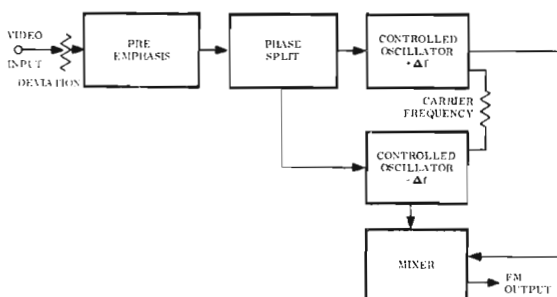 VIDEO
INPUT
DEVIATION
PRE
EMPHASIS
PHASE
SPLIT
CONTROLLED
OSCILLATOR
+ Δf
CARRIER
FREQUENCY
CONTROLLED
OSCILLATOR
- Δf
MIXER
FM
OUTPUT